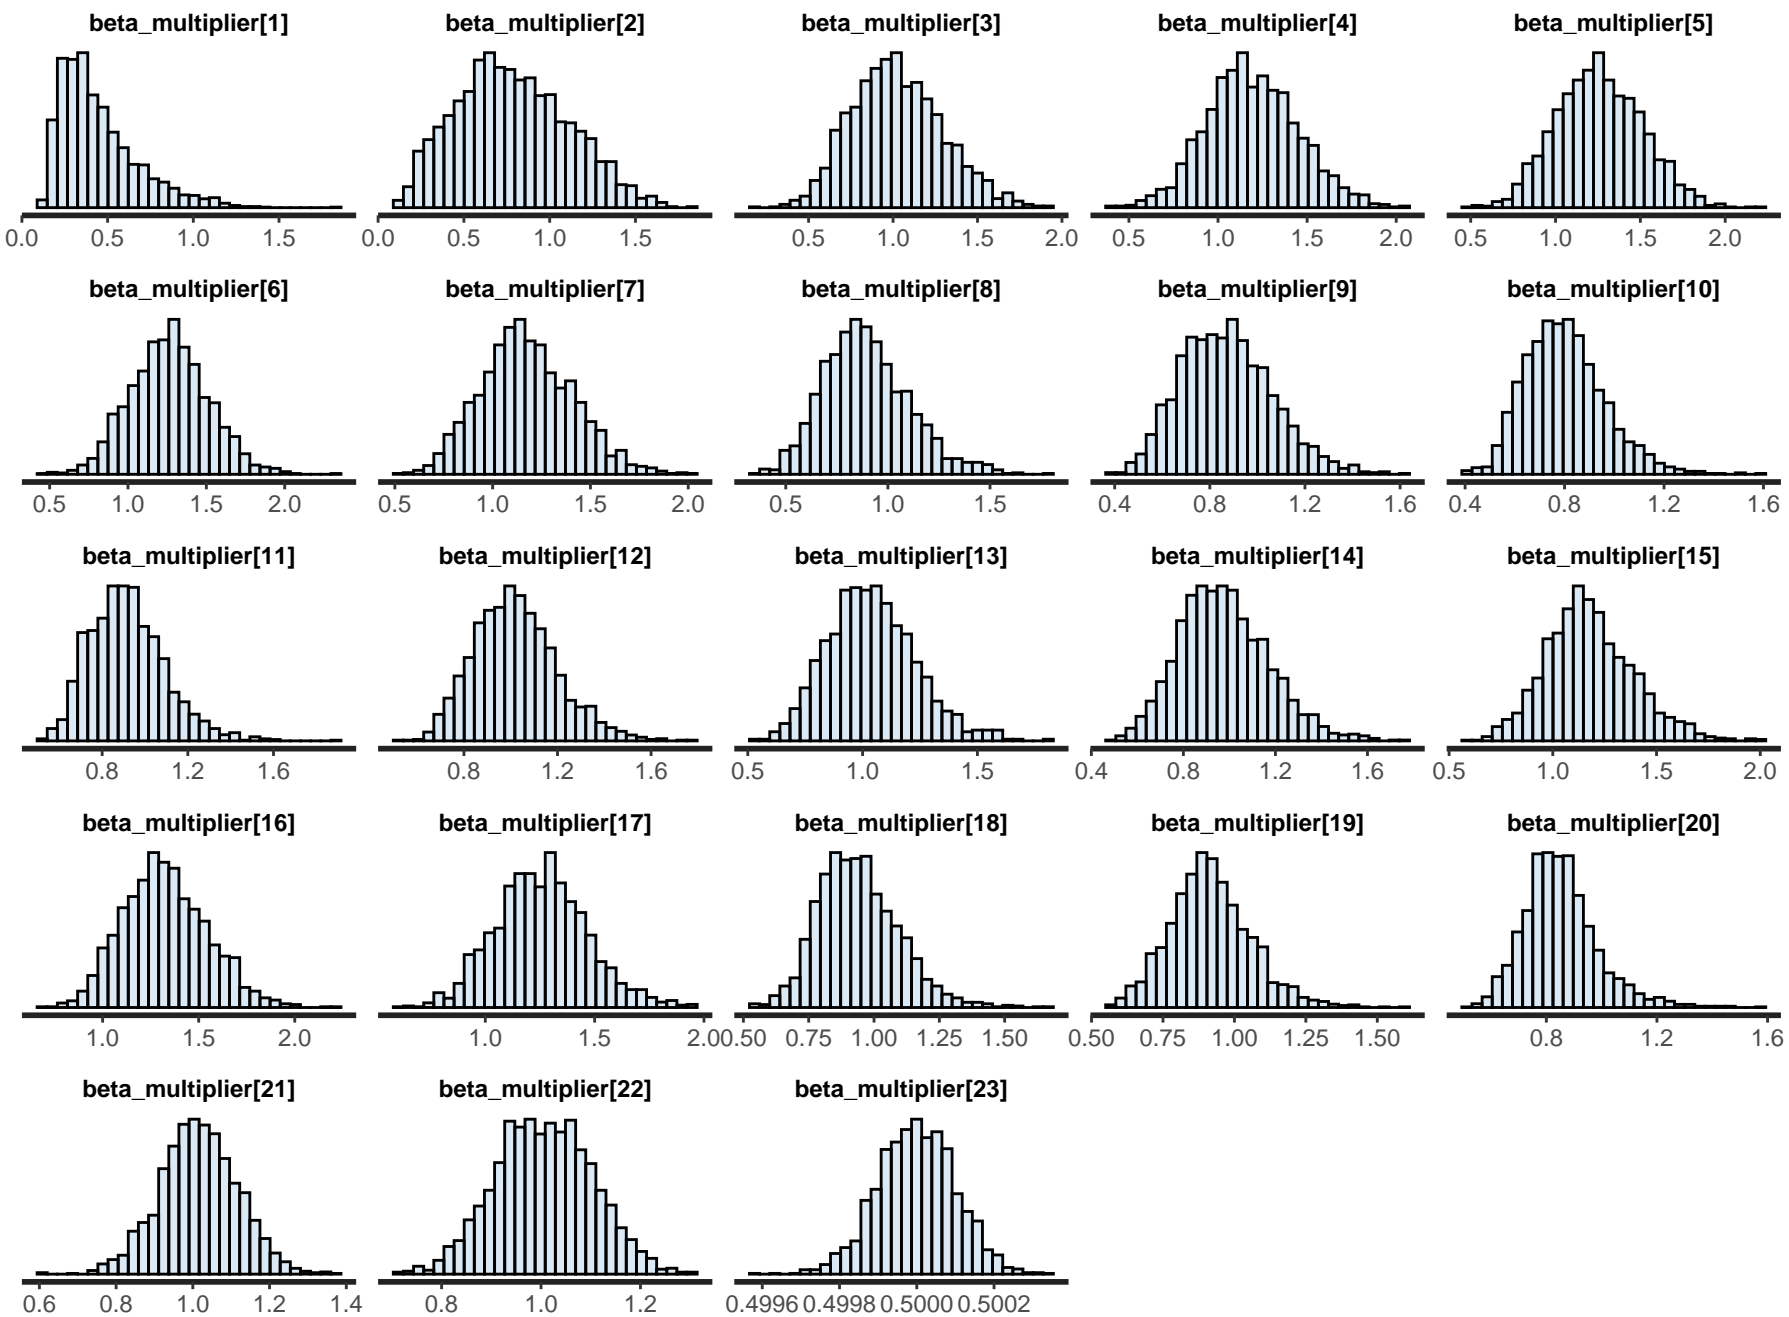 beta_multiplier[1] beta_multiplier[2] beta_multiplier[3] beta_multiplier[4] beta_multiplier[5]
0.0 0.5 1.0 1.5 0.0 0.5 1.0 1.5 0.5 1.0 1.5 2.0 0.5 1.0 1.5 2.0 0.5 1.0 1.5 2.0
beta_multiplier[6] beta_multiplier[7] beta_multiplier[8] beta_multiplier[9] beta_multiplier[10]
0.5 1.0 1.5 2.0 0.5 1.0 1.5 2.0 0.5 1.0 1.5 0.4 0.8 1.2 1.6 0.4 0.8 1.2 1.6
beta_multiplier[11] beta_multiplier[12] beta_multiplier[13] beta_multiplier[14] beta_multiplier[15]
0.8 1.2 1.6 0.8 1.2 1.6 0.5 1.0 1.5 0.4 0.8 1.2 1.6 0.5 1.0 1.5 2.0
beta_multiplier[16] beta_multiplier[17] beta_multiplier[18] beta_multiplier[19] beta_multiplier[20]
1.0 1.5 2.0 1.0 1.5 2.0 0.50 0.75 1.00 1.25 1.50 0.50 0.75 1.00 1.25 1.50 0.8 1.2 1.6
beta_multiplier[21] beta_multiplier[22] beta_multiplier[23]
0.6 0.8 1.0 1.2 1.4 0.8 1.0 1.2 0.4996 0.4998 0.5000 0.5002